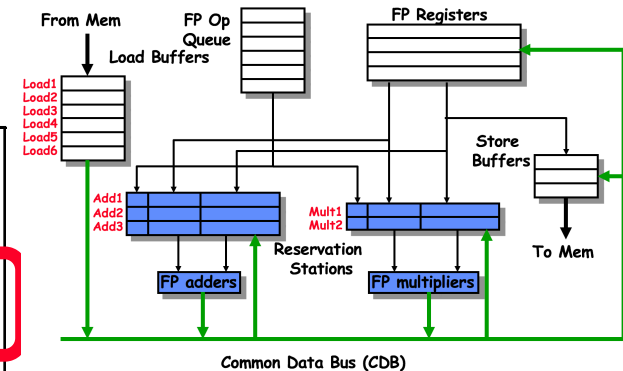 From Mem
FP Op
Queue
FP Registers
Load Buffers
Load1
Load2
Load3
Load4
Load5
Load6
Store
Buffers
Add1
Add2
Add3
Mult1
Mult2
Reservation
Stations
To Mem
FP adders
FP multipliers
Common Data Bus (CDB)